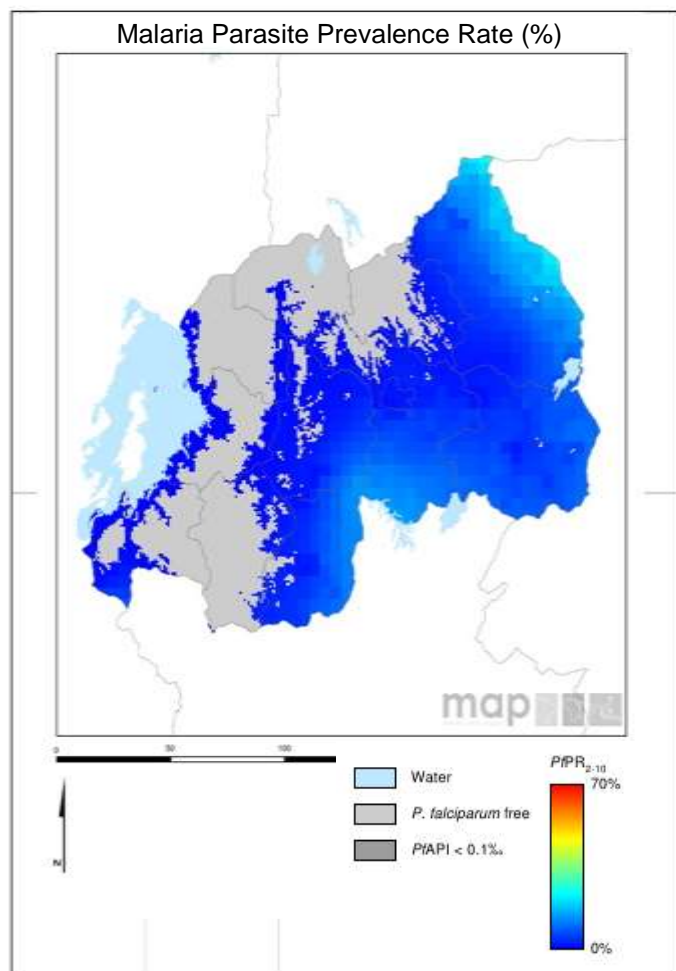 Malaria Parasite Prevalence Rate (%)
map
0 50 100
N
Water
P. falciparum free
PfAPI < 0.1‰
PfPR2-10
70%
0%